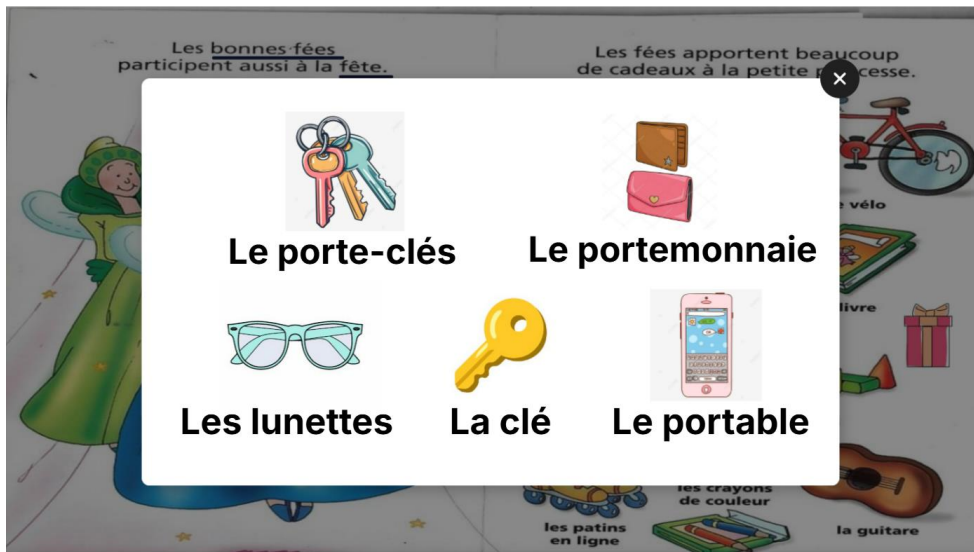 Les bonnes fées
participent aussi à la fête.
Les fées apportent beaucoup
de cadeaux à la petite p cesse.
Le porte-clés
Le portemonnaie
Les lunettes
La clé
Le portable
vélo
livre
les crayons
de couleur
les patins
en ligne
la guitare